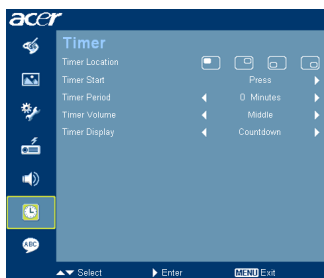 acer
Timer
Timer Location
Timer Start Press
Timer Period 0 Minutes
Timer Volume Middle
Timer Display Countdown
ABC
Select Enter MENU Exit